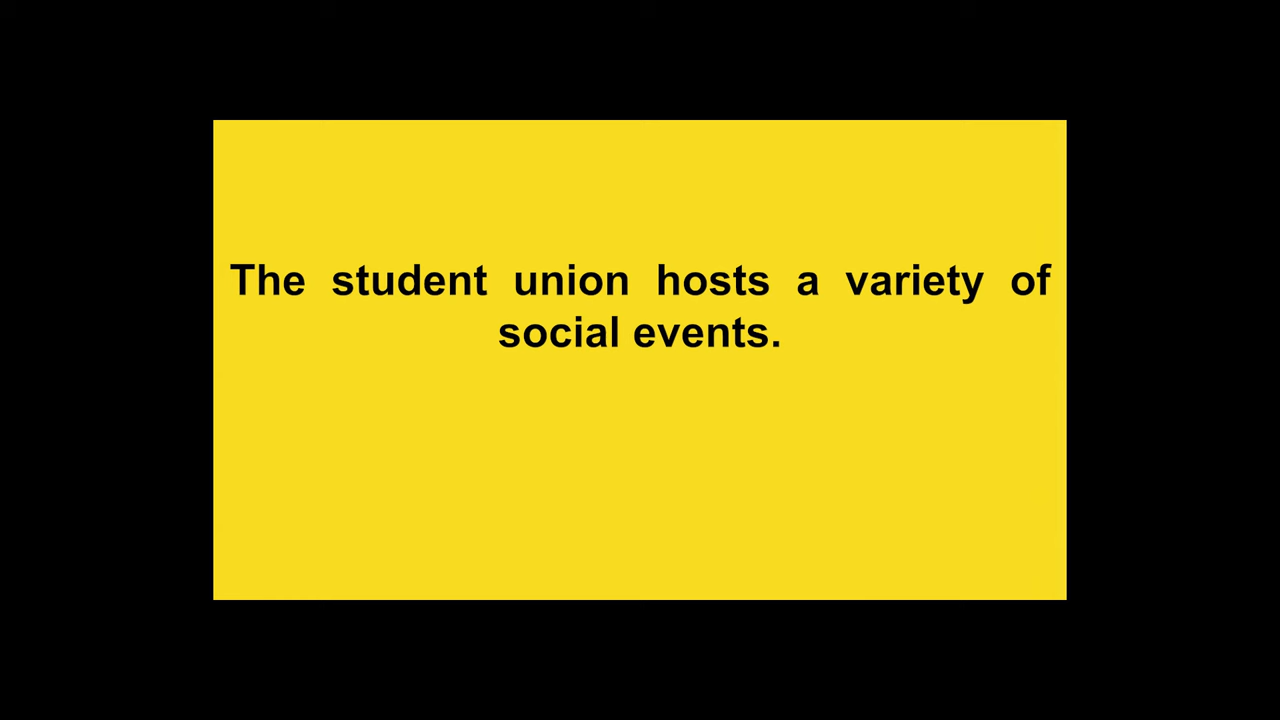 The student union hosts a variety of
social events.